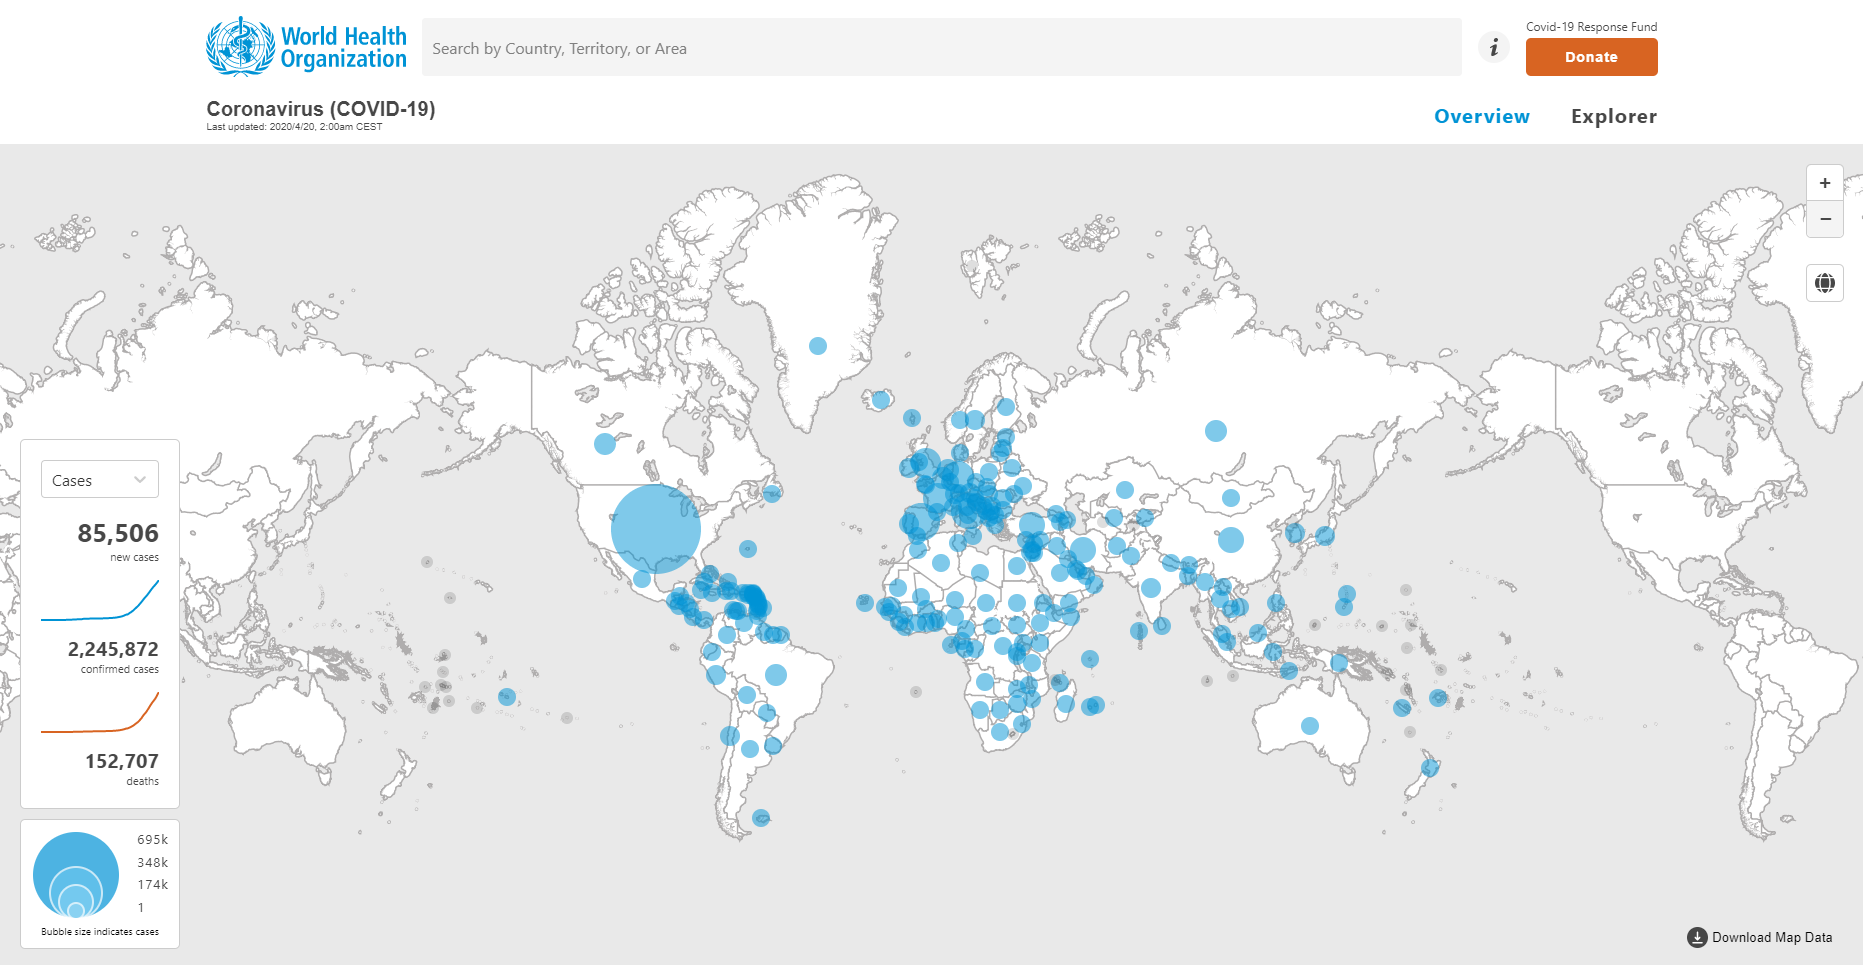 World Health
Organization
Search by Country, Territory, or Area
i
Covid-19 Response Fund
Donate
Coronavirus (COVID-19)
Last updated: 2020/4/20, 2:00am CEST
Overview
Explorer
+
−
Cases
85,506
new cases
2,245,872
confirmed cases
152,707
deaths
695k
348k
174k
1
Bubble size indicates cases
Download Map Data